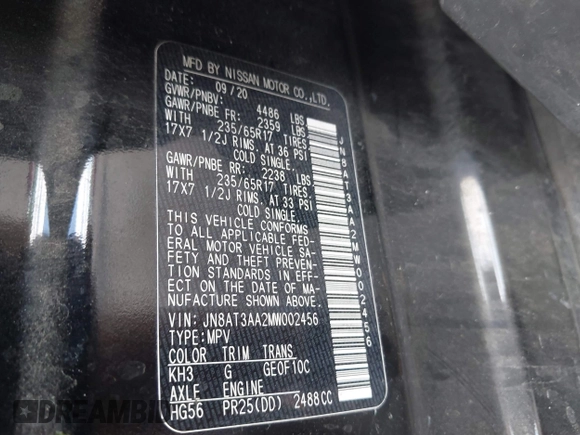 MFD BY NISSAN MOTOR CO.,LTD.
DATE: 09/20
GVWR/PNBV: 4486 LBS
GAWR/PNBE FR: 2359 LBS
WITH 235/65R17 TIRES
17X7 1/2J RIMS. AT 36 PSI
COLD SINGLE.
GAWR/PNBE RR: 2238 LBS.
WITH 235/65R17 TIRES,
17X7 1/2J RIMS. AT 33 PSI
COLD SINGLE.
THIS VEHICLE CONFORMS
TO ALL APPLICABLE FED-
ERAL MOTOR VEHICLE SA-
FETY AND THEFT PREVEN-
TION STANDARDS IN EFF-
ECT ON THE DATE OF MA-
NUFACTURE SHOWN ABOVE.
VIN: JN8AT3AA2MW002456
TYPE:MPV
COLOR TRIM TRANS
KH3 G GE0F10C
AXLE ENGINE
HG56 PR25(DD) 2488CC
JN8AT3AA2MW002456
DREAMBID